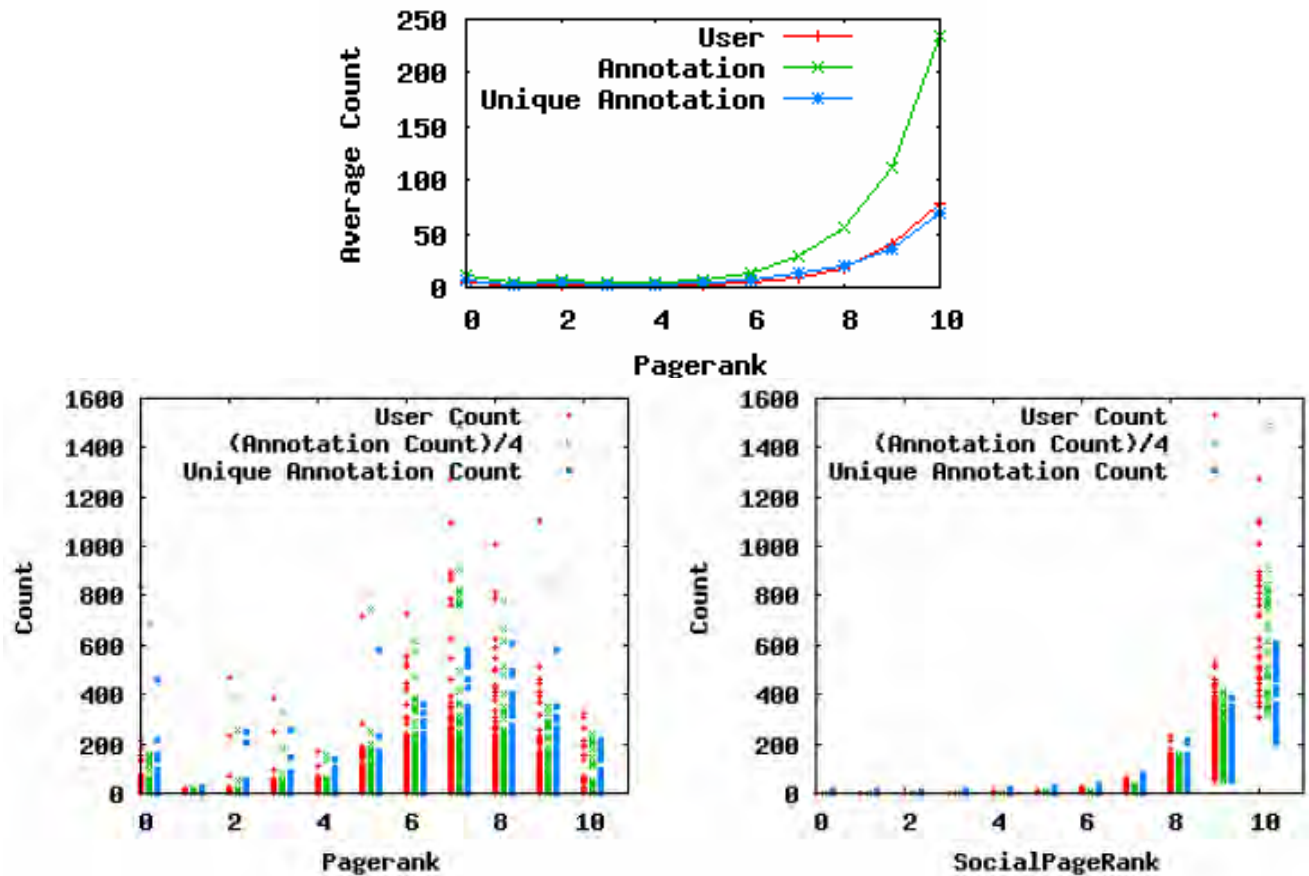 250
200
150
100
50
0
Average Count
User
Annotation
Unique Annotation
0 2 4 6 8 10
Pagerank
1600
1400
1200
1000
800
600
400
200
0
Count
User Count
(Annotation Count)/4
Unique Annotation Count
0 2 4 6 8 10
Pagerank
1600
1400
1200
1000
800
600
400
200
0
Count
User Count
(Annotation Count)/4
Unique Annotation Count
0 2 4 6 8 10
SocialPageRank